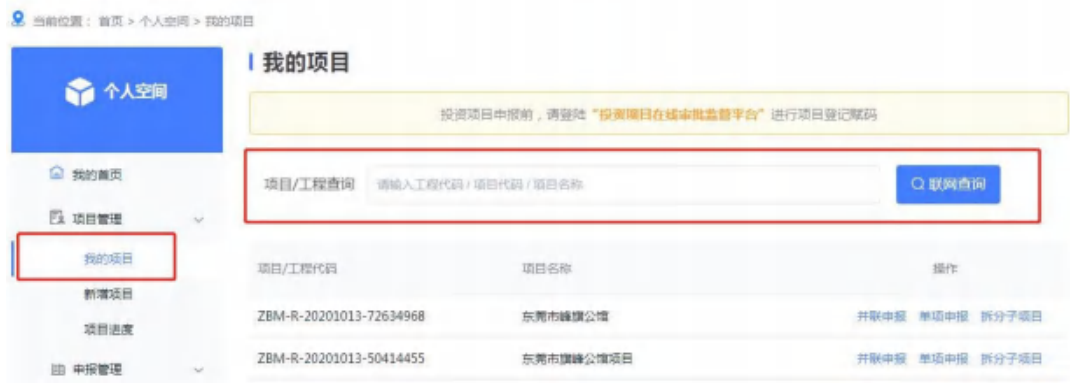 当前位置： 首页 > 个人空间 > 我的项目
个人空间
我的首页
项目管理
我的项目
新增项目
项目进度
申报管理
我的项目
投资项目申报前，请登陆 “投资项目在线审批监管平台” 进行项目登记赋码
项目/工程查询 请输入工程代码 / 项目代码 / 项目名称 联网查询
项目/工程代码 项目名称 操作
ZBM-R-20201013-72634968 东莞市峰旗公馆 并联申报 单项申报 拆分子项目
ZBM-R-20201013-50414455 东莞市旗峰公馆项目 并联申报 单项申报 拆分子项目